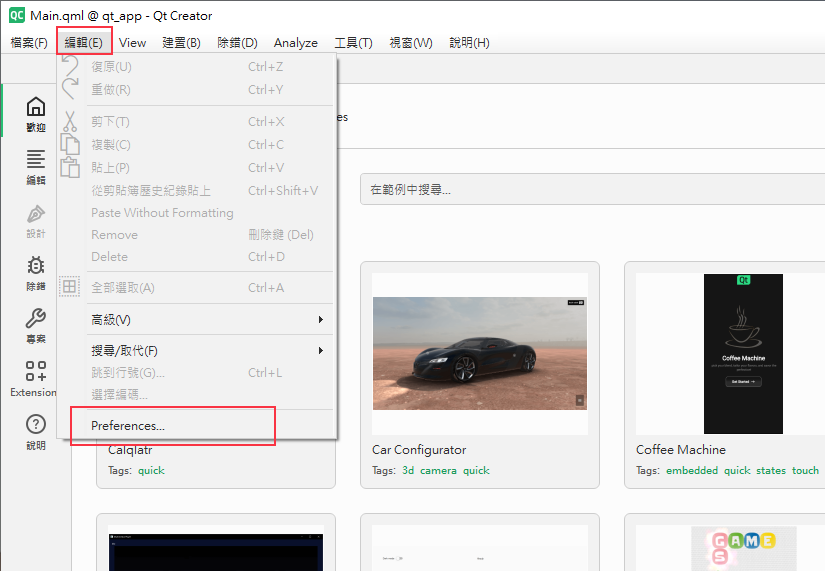 QC Main.qml @ qt_app - Qt Creator
檔案(F) 編輯(E) View 建置(B) 除錯(D) Analyze 工具(T) 視窗(W) 說明(H)
復原(U) Ctrl+Z
重做(R) Ctrl+Y
剪下(T) Ctrl+X
複製(C) Ctrl+C
貼上(P) Ctrl+V
從剪貼簿歷史紀錄貼上 Ctrl+Shift+V
Paste Without Formatting
Remove 刪除鍵 (Del)
Delete Ctrl+D
全部選取(A) Ctrl+A
高級(V)
搜尋/取代(F)
跳到行號(G)... Ctrl+L
選擇編碼...
Preferences...
歡迎
編輯
設計
除錯
專案
Extension
說明
es
在範例中搜尋...
Qt
Coffee Machine
Get Started
Calqlatr
Tags: quick
Car Configurator
Tags: 3d camera quick
Coffee Machine
Tags: embedded quick states touch
GAMES